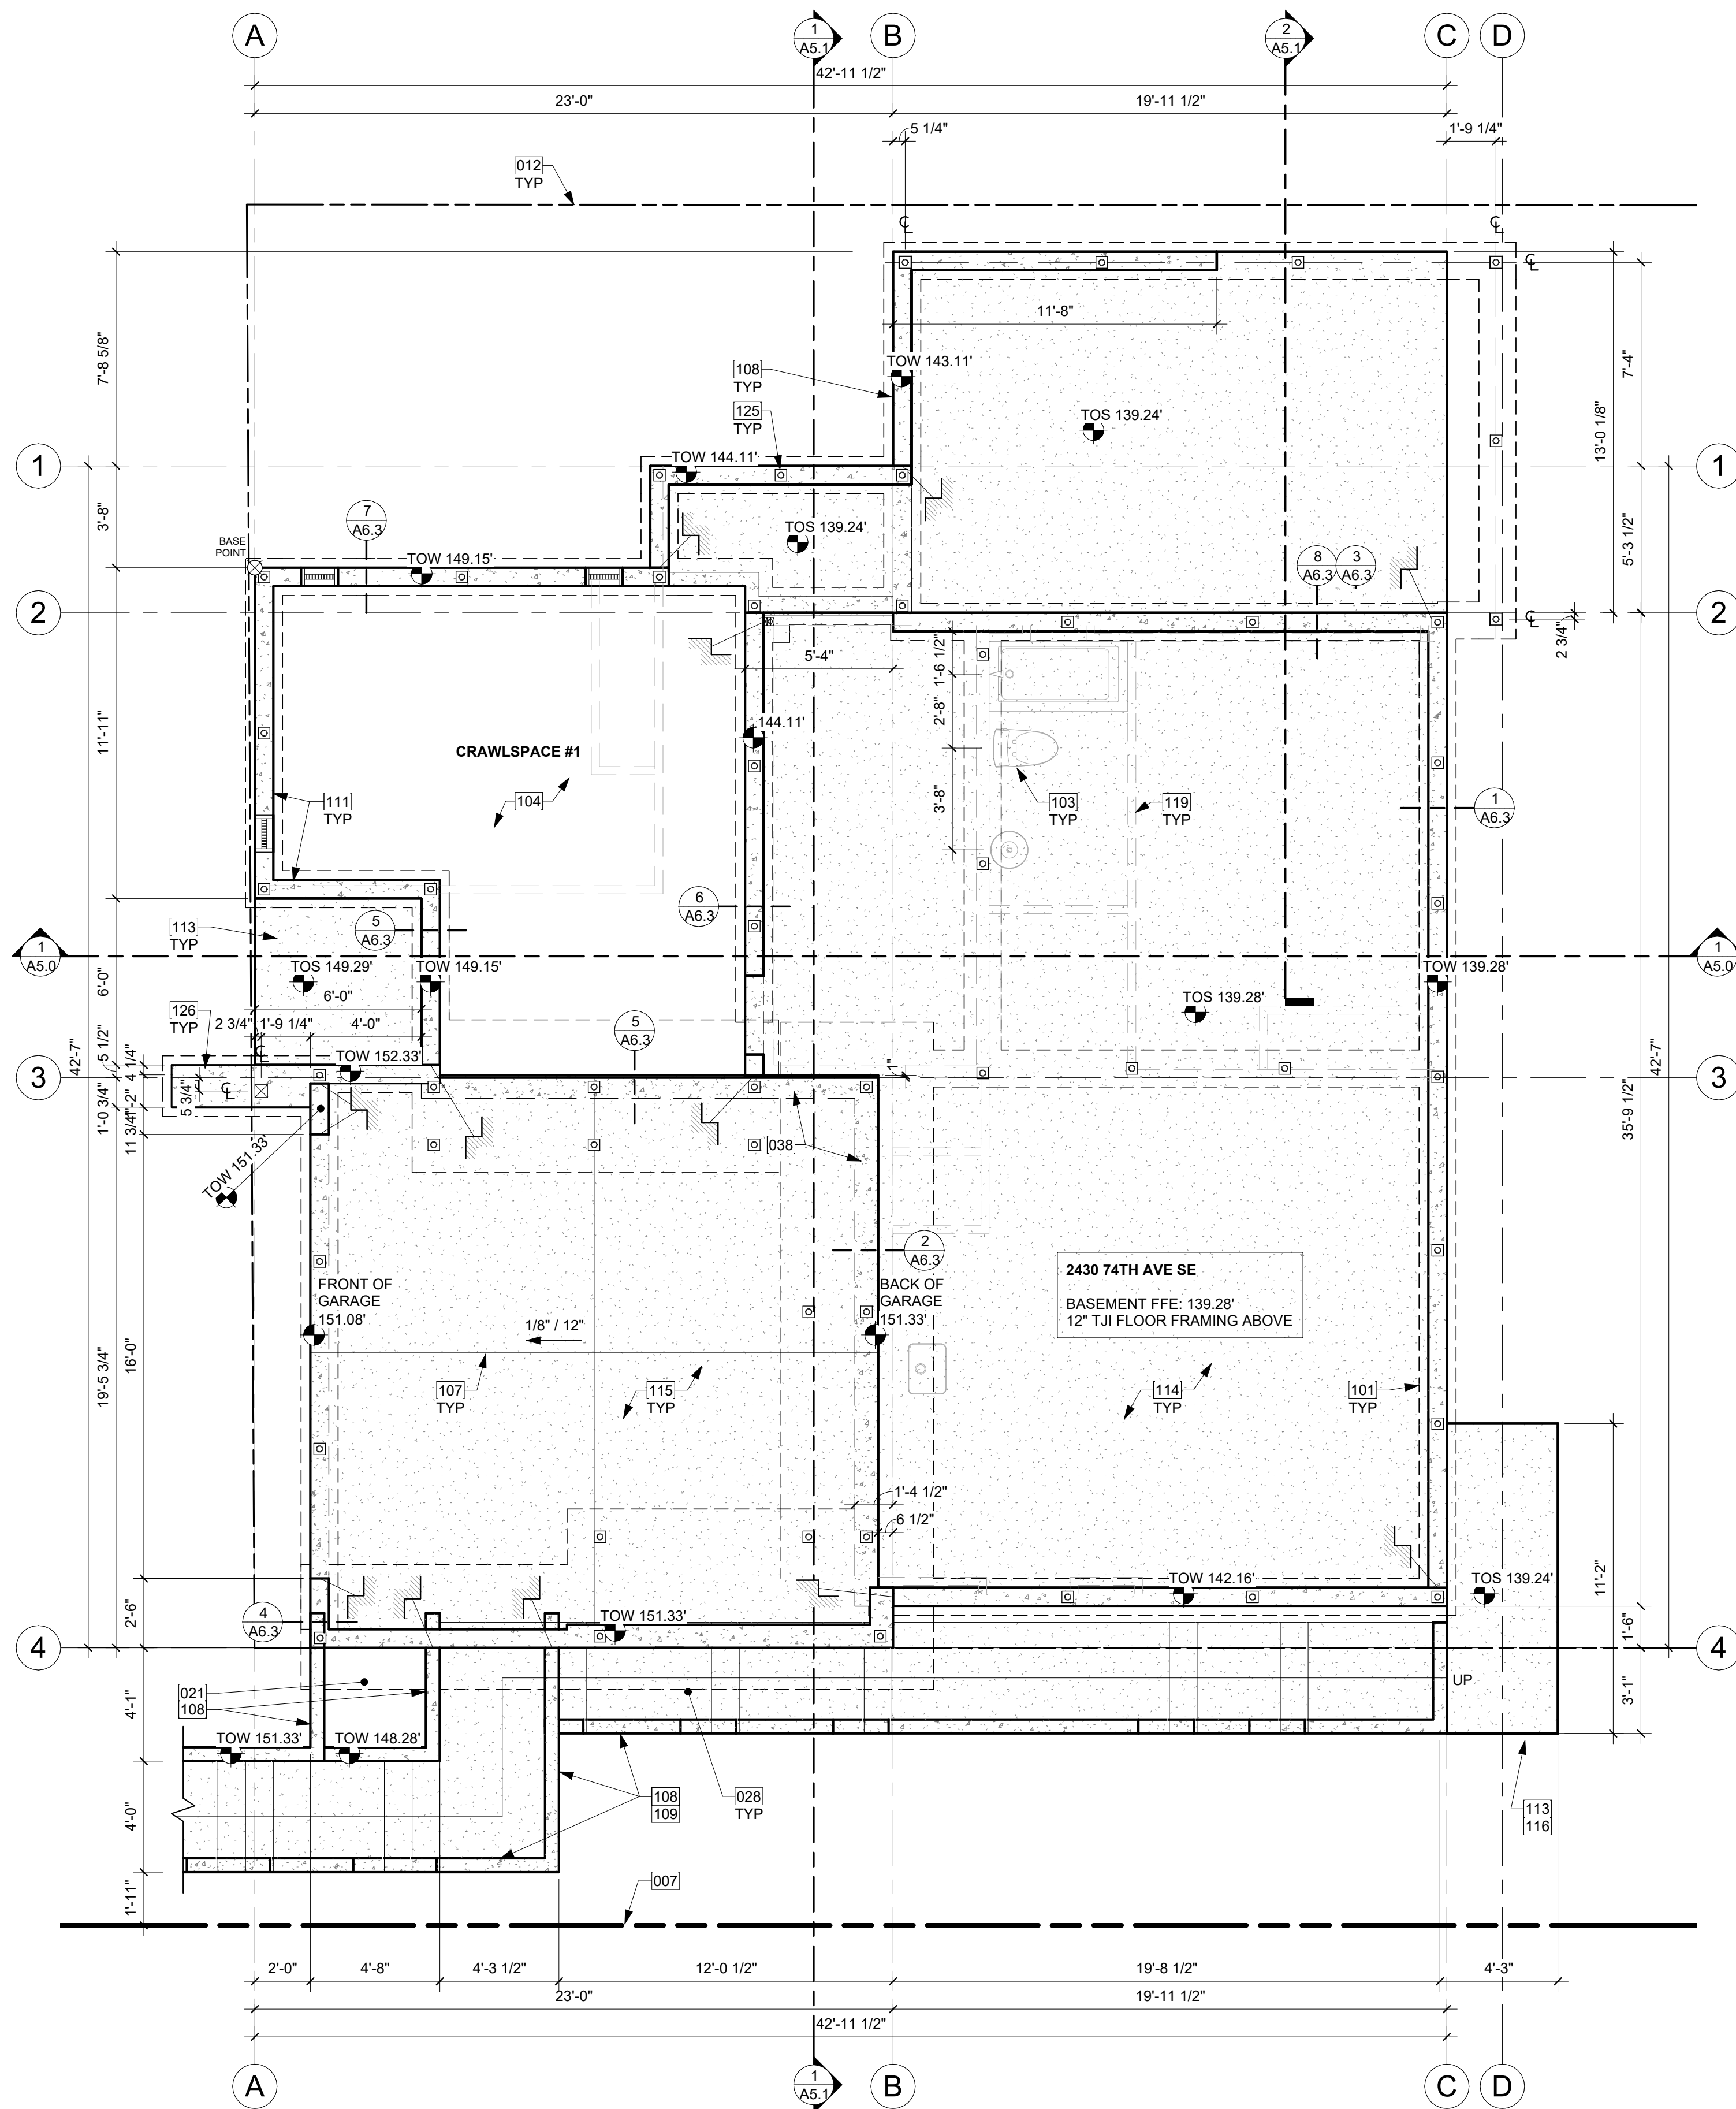 A
1
A5.1
B
2
A5.1
C
D
42'-11 1/2"
23'-0"
19'-11 1/2"
5 1/4"
1'-9 1/4"
012
TYP
7'-8 5/8"
11'-8"
TOW 143.11'
108
TYP
125
TYP
TOS 139.24'
7'-4"
13'-0 1/8"
1
TOW 144.11'
1
3'-8"
7
A6.3
BASE
POINT
TOW 149.15'
TOS 139.24'
8
A6.3
3
A6.3
5'-3 1/2"
2
2
2 3/4"
5'-4"
1'-6 1/2"
2'-8"
3'-8"
11'-11"
144.11'
CRAWLSPACE #1
111
TYP
104
103
TYP
119
TYP
1
A6.3
6
A6.3
113
TYP
5
A6.3
1
A5.0
1
A5.0
TOS 149.29'
TOW 149.15'
TOW 139.28'
TOS 139.28'
6'-0"
6'-0"
126
TYP
2 3/4"
1'-9 1/4"
4'-0"
5
A6.3
TOW 152.33'
5 1/2"
4 1/4"
42'-7"
42'-7"
3
1"
3
1'-0 3/4"
1'-2"
5 3/4"
11 3/4"
038
35'-9 1/2"
TOW 151.33'
2
A6.3
FRONT OF
GARAGE
151.08'
BACK OF
GARAGE
151.33'
2430 74TH AVE SE
BASEMENT FFE: 139.28'
12" TJI FLOOR FRAMING ABOVE
1/8" / 12"
19'-5 3/4"
16'-0"
107
TYP
115
TYP
114
TYP
101
TYP
1'-4 1/2"
6 1/2"
11'-2"
TOW 142.16'
TOS 139.24'
2'-6"
4
A6.3
TOW 151.33'
1'-6"
4
4
UP
021
108
4'-1"
3'-1"
TOW 151.33'
TOW 148.28'
108
109
028
TYP
113
116
4'-0"
1'-11"
007
2'-0"
4'-8"
4'-3 1/2"
12'-0 1/2"
19'-8 1/2"
4'-3"
23'-0"
19'-11 1/2"
42'-11 1/2"
A
1
A5.1
B
C
D